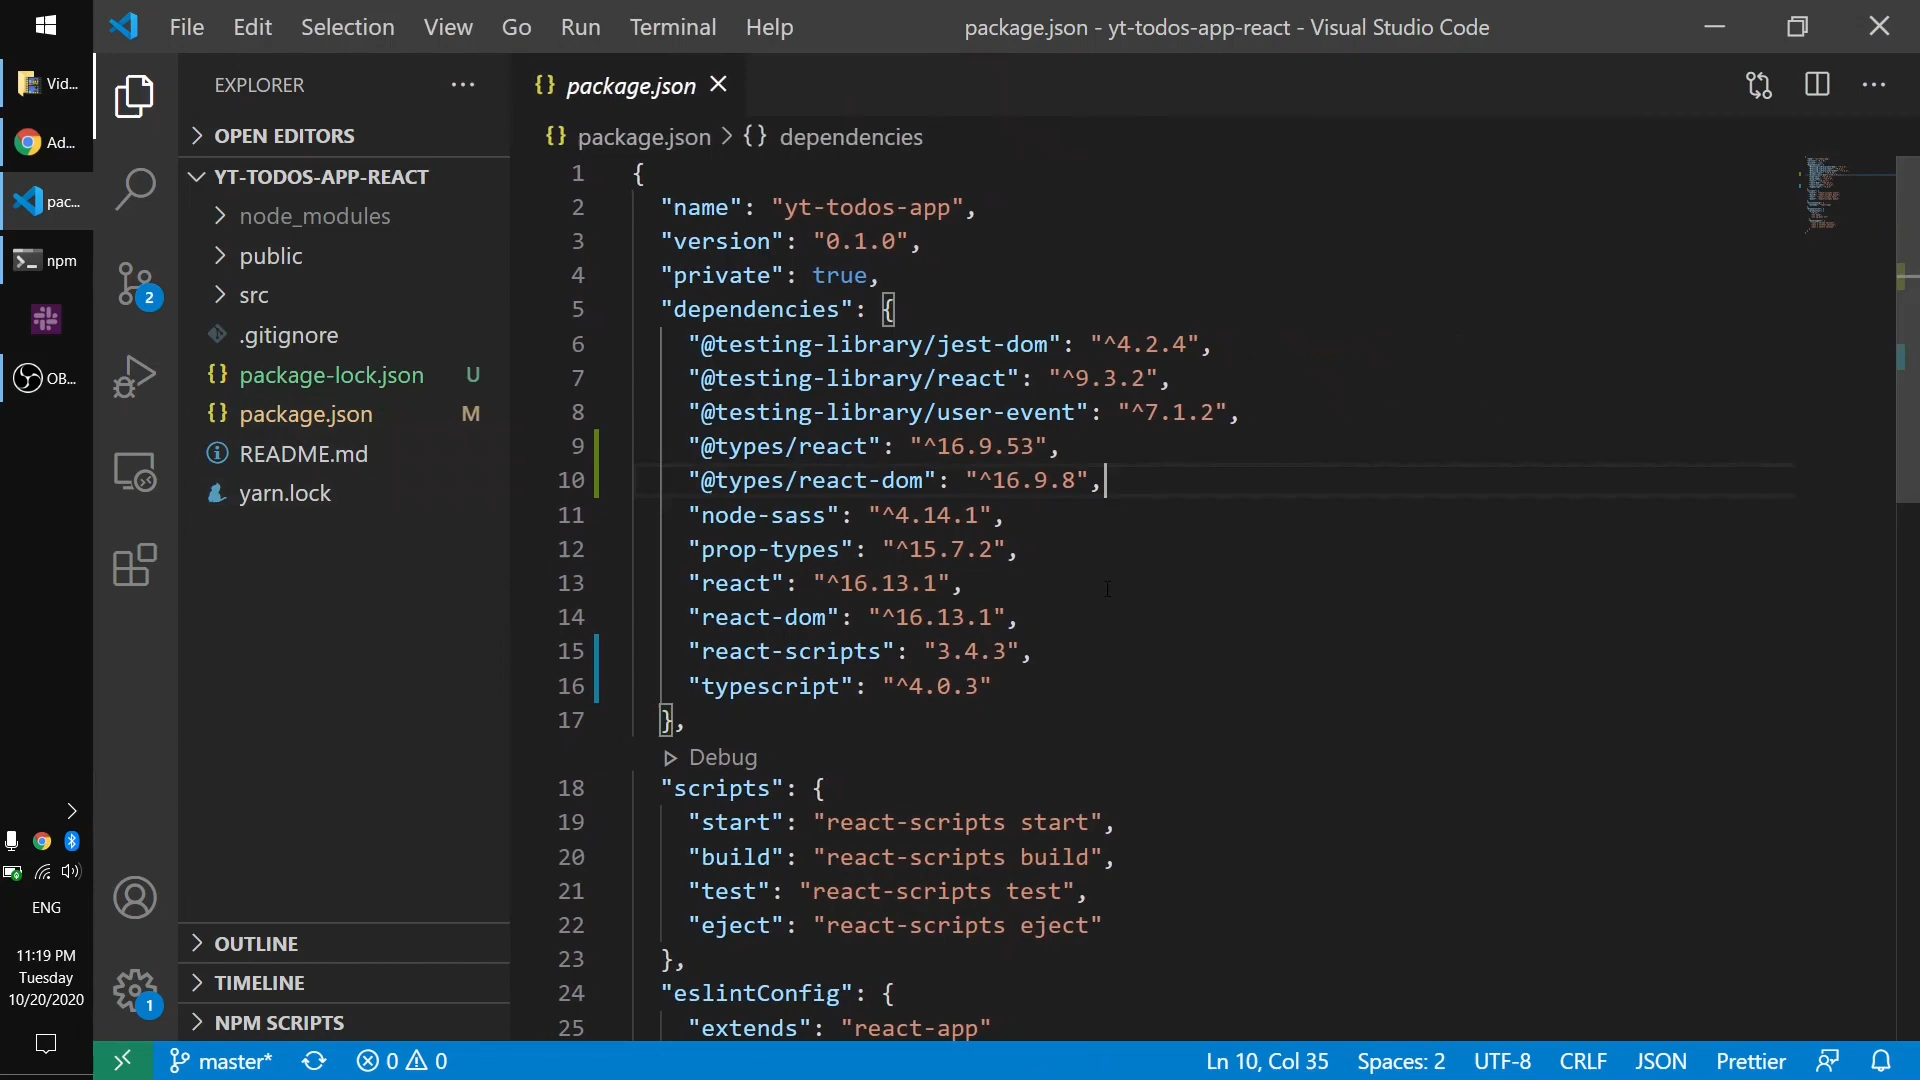 File Edit Selection View Go Run Terminal Help
package.json - yt-todos-app-react - Visual Studio Code
Vid...
Ad...
pac...
npm
OB...
ENG
11:19 PM
Tuesday
10/20/2020
EXPLORER
OPEN EDITORS
YT-TODOS-APP-REACT
node_modules
public
src
.gitignore
package-lock.json U
package.json M
README.md
yarn.lock
OUTLINE
TIMELINE
NPM SCRIPTS
2
1
{} package.json
{} package.json > {} dependencies
1 {
2 "name": "yt-todos-app",
3 "version": "0.1.0",
4 "private": true,
5 "dependencies": {
6 "@testing-library/jest-dom": "^4.2.4",
7 "@testing-library/react": "^9.3.2",
8 "@testing-library/user-event": "^7.1.2",
9 "@types/react": "^16.9.53",
10 "@types/react-dom": "^16.9.8",
11 "node-sass": "^4.14.1",
12 "prop-types": "^15.7.2",
13 "react": "^16.13.1",
14 "react-dom": "^16.13.1",
15 "react-scripts": "3.4.3",
16 "typescript": "^4.0.3"
17 },
Debug
18 "scripts": {
19 "start": "react-scripts start",
20 "build": "react-scripts build",
21 "test": "react-scripts test",
22 "eject": "react-scripts eject"
23 },
24 "eslintConfig": {
25 "extends": "react-app"
master* 0 0 Ln 10, Col 35 Spaces: 2 UTF-8 CRLF JSON Prettier